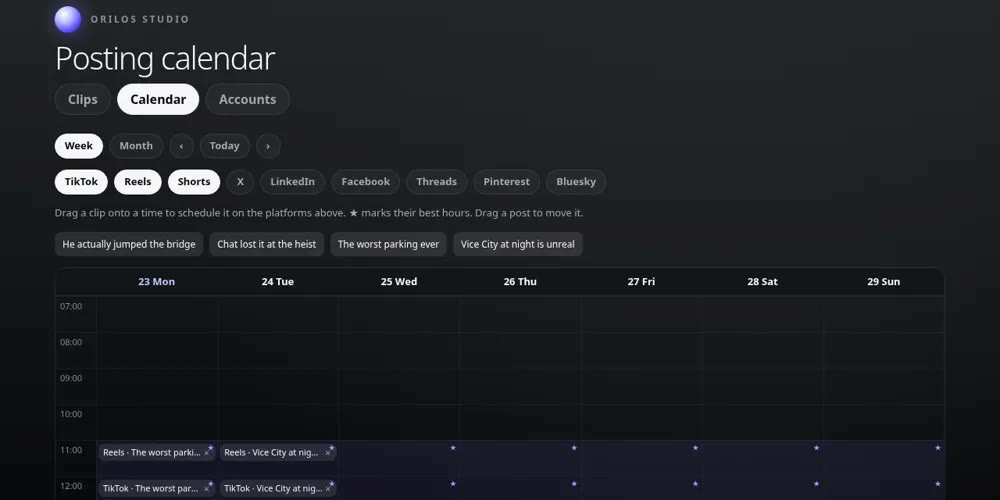 ORILOS STUDIO
Posting calendar
Clips Calendar Accounts
Week Month ‹ Today ›
TikTok Reels Shorts X LinkedIn Facebook Threads Pinterest Bluesky
Drag a clip onto a time to schedule it on the platforms above. ★ marks their best hours. Drag a post to move it.
He actually jumped the bridge Chat lost it at the heist The worst parking ever Vice City at night is unreal
23 Mon 24 Tue 25 Wed 26 Thu 27 Fri 28 Sat 29 Sun
07:00
08:00
09:00
10:00
11:00 Reels · The worst parki... × ★ Reels · Vice City at nig... × ★ ★ ★ ★ ★ ★
12:00 TikTok · The worst par... × ★ TikTok · Vice City at nig... × ★ ★ ★ ★ ★ ★